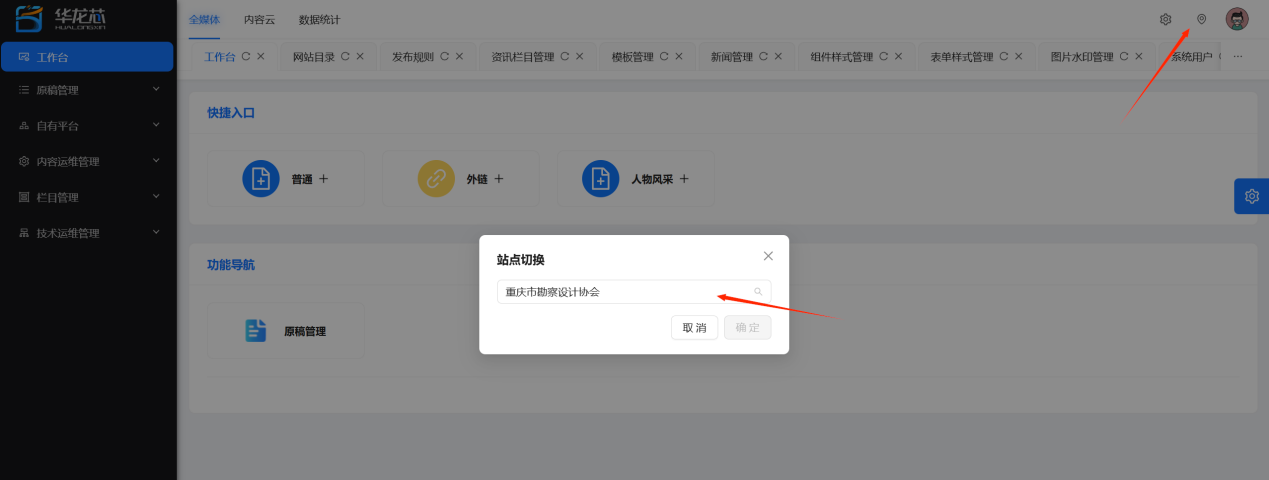 华龙芯
HUALONGXIN
全媒体 内容云 数据统计
工作台 网站目录 发布规则 资讯栏目管理 模板管理 新闻管理 组件样式管理 表单样式管理 图片水印管理 系统用户 ...
工作台
原稿管理
自有平台
内容运维管理
栏目管理
技术运维管理
快捷入口
普通 + 外链 + 人物风采 +
功能导航
原稿管理
站点切换
重庆市勘察设计协会
取 消 确 定